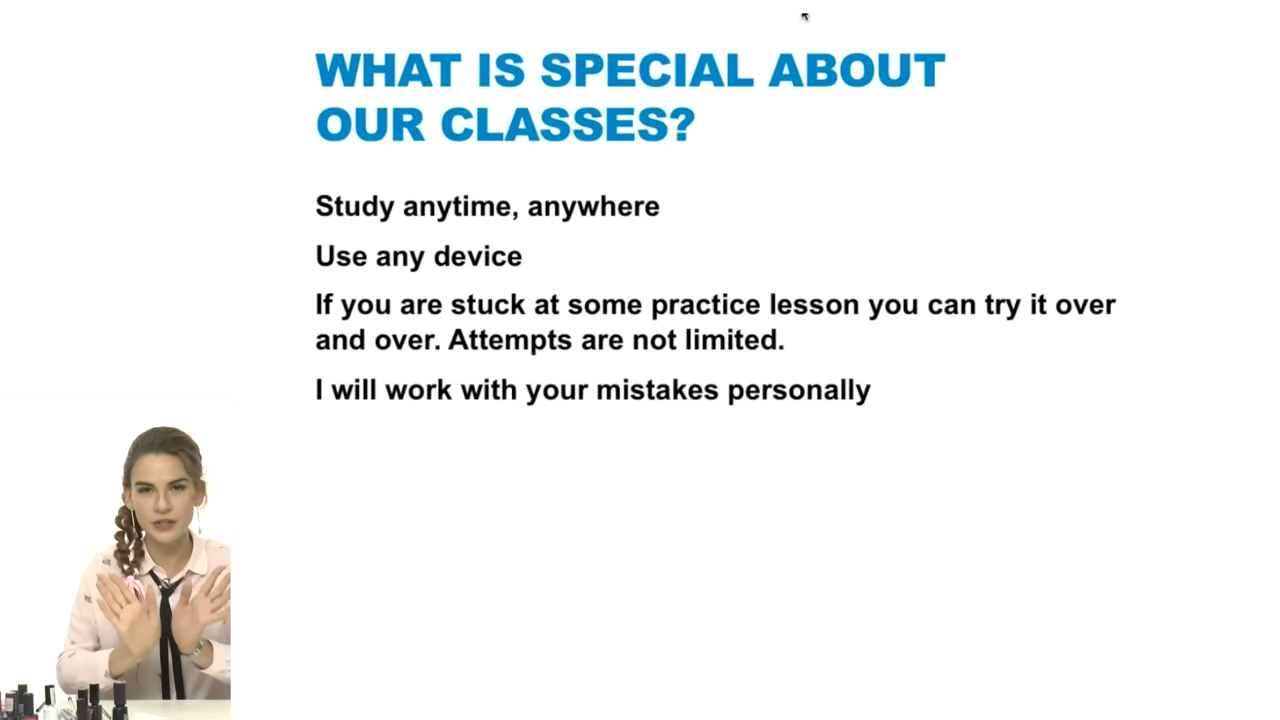 WHAT IS SPECIAL ABOUT
OUR CLASSES?
Study anytime, anywhere
Use any device
If you are stuck at some practice lesson you can try it over
and over. Attempts are not limited.
I will work with your mistakes personally